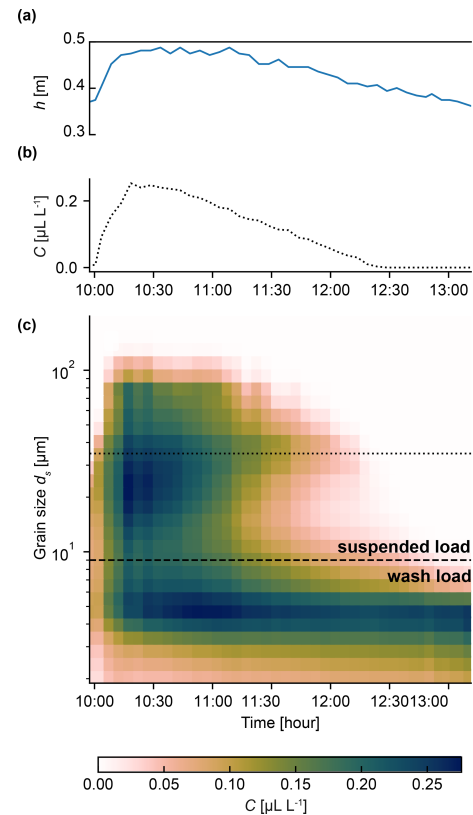 (a)
0.5
0.4
0.3
h [m]
(b)
0.2
0.0
C [µL L⁻¹]
10:00 10:30 11:00 11:30 12:00 12:30 13:00
(c)
10²
10¹
Grain size dₛ [µm]
suspended load
wash load
10:00 10:30 11:00 11:30 12:00 12:3013:00
Time [hour]
0.00 0.05 0.10 0.15 0.20 0.25
C [µL L⁻¹]